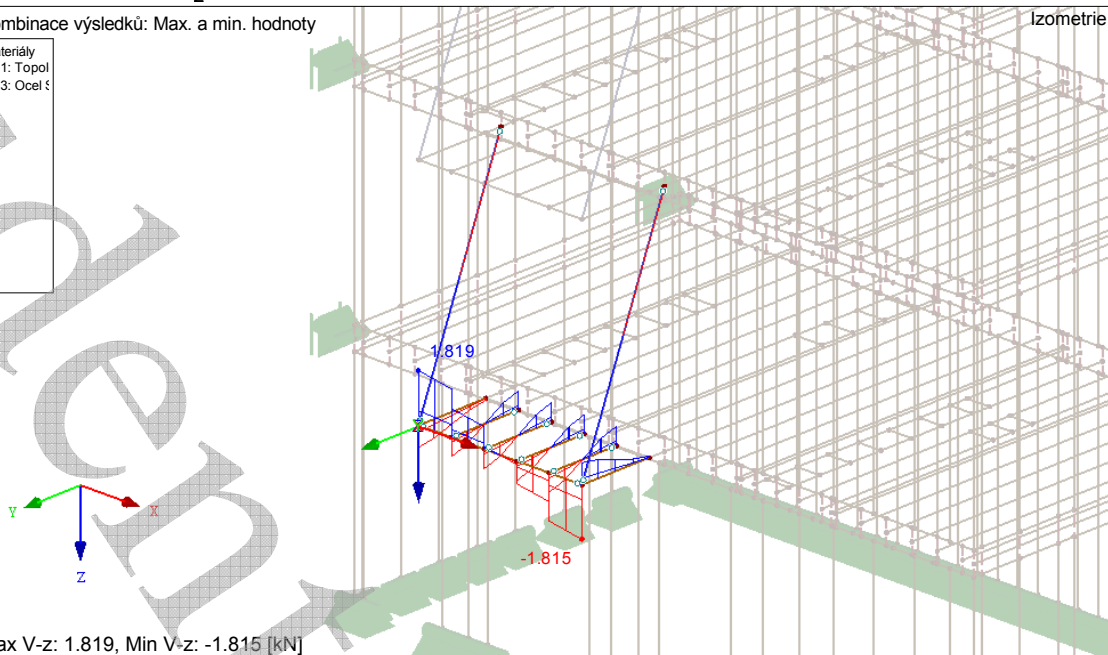 ombinace výsledků: Max. a min. hodnoty
Izometrie
teriály
1: Topol
3: Ocel S
1.819
Y
X
Z
-1.815
ax V-z: 1.819, Min V-z: -1.815 [kN]